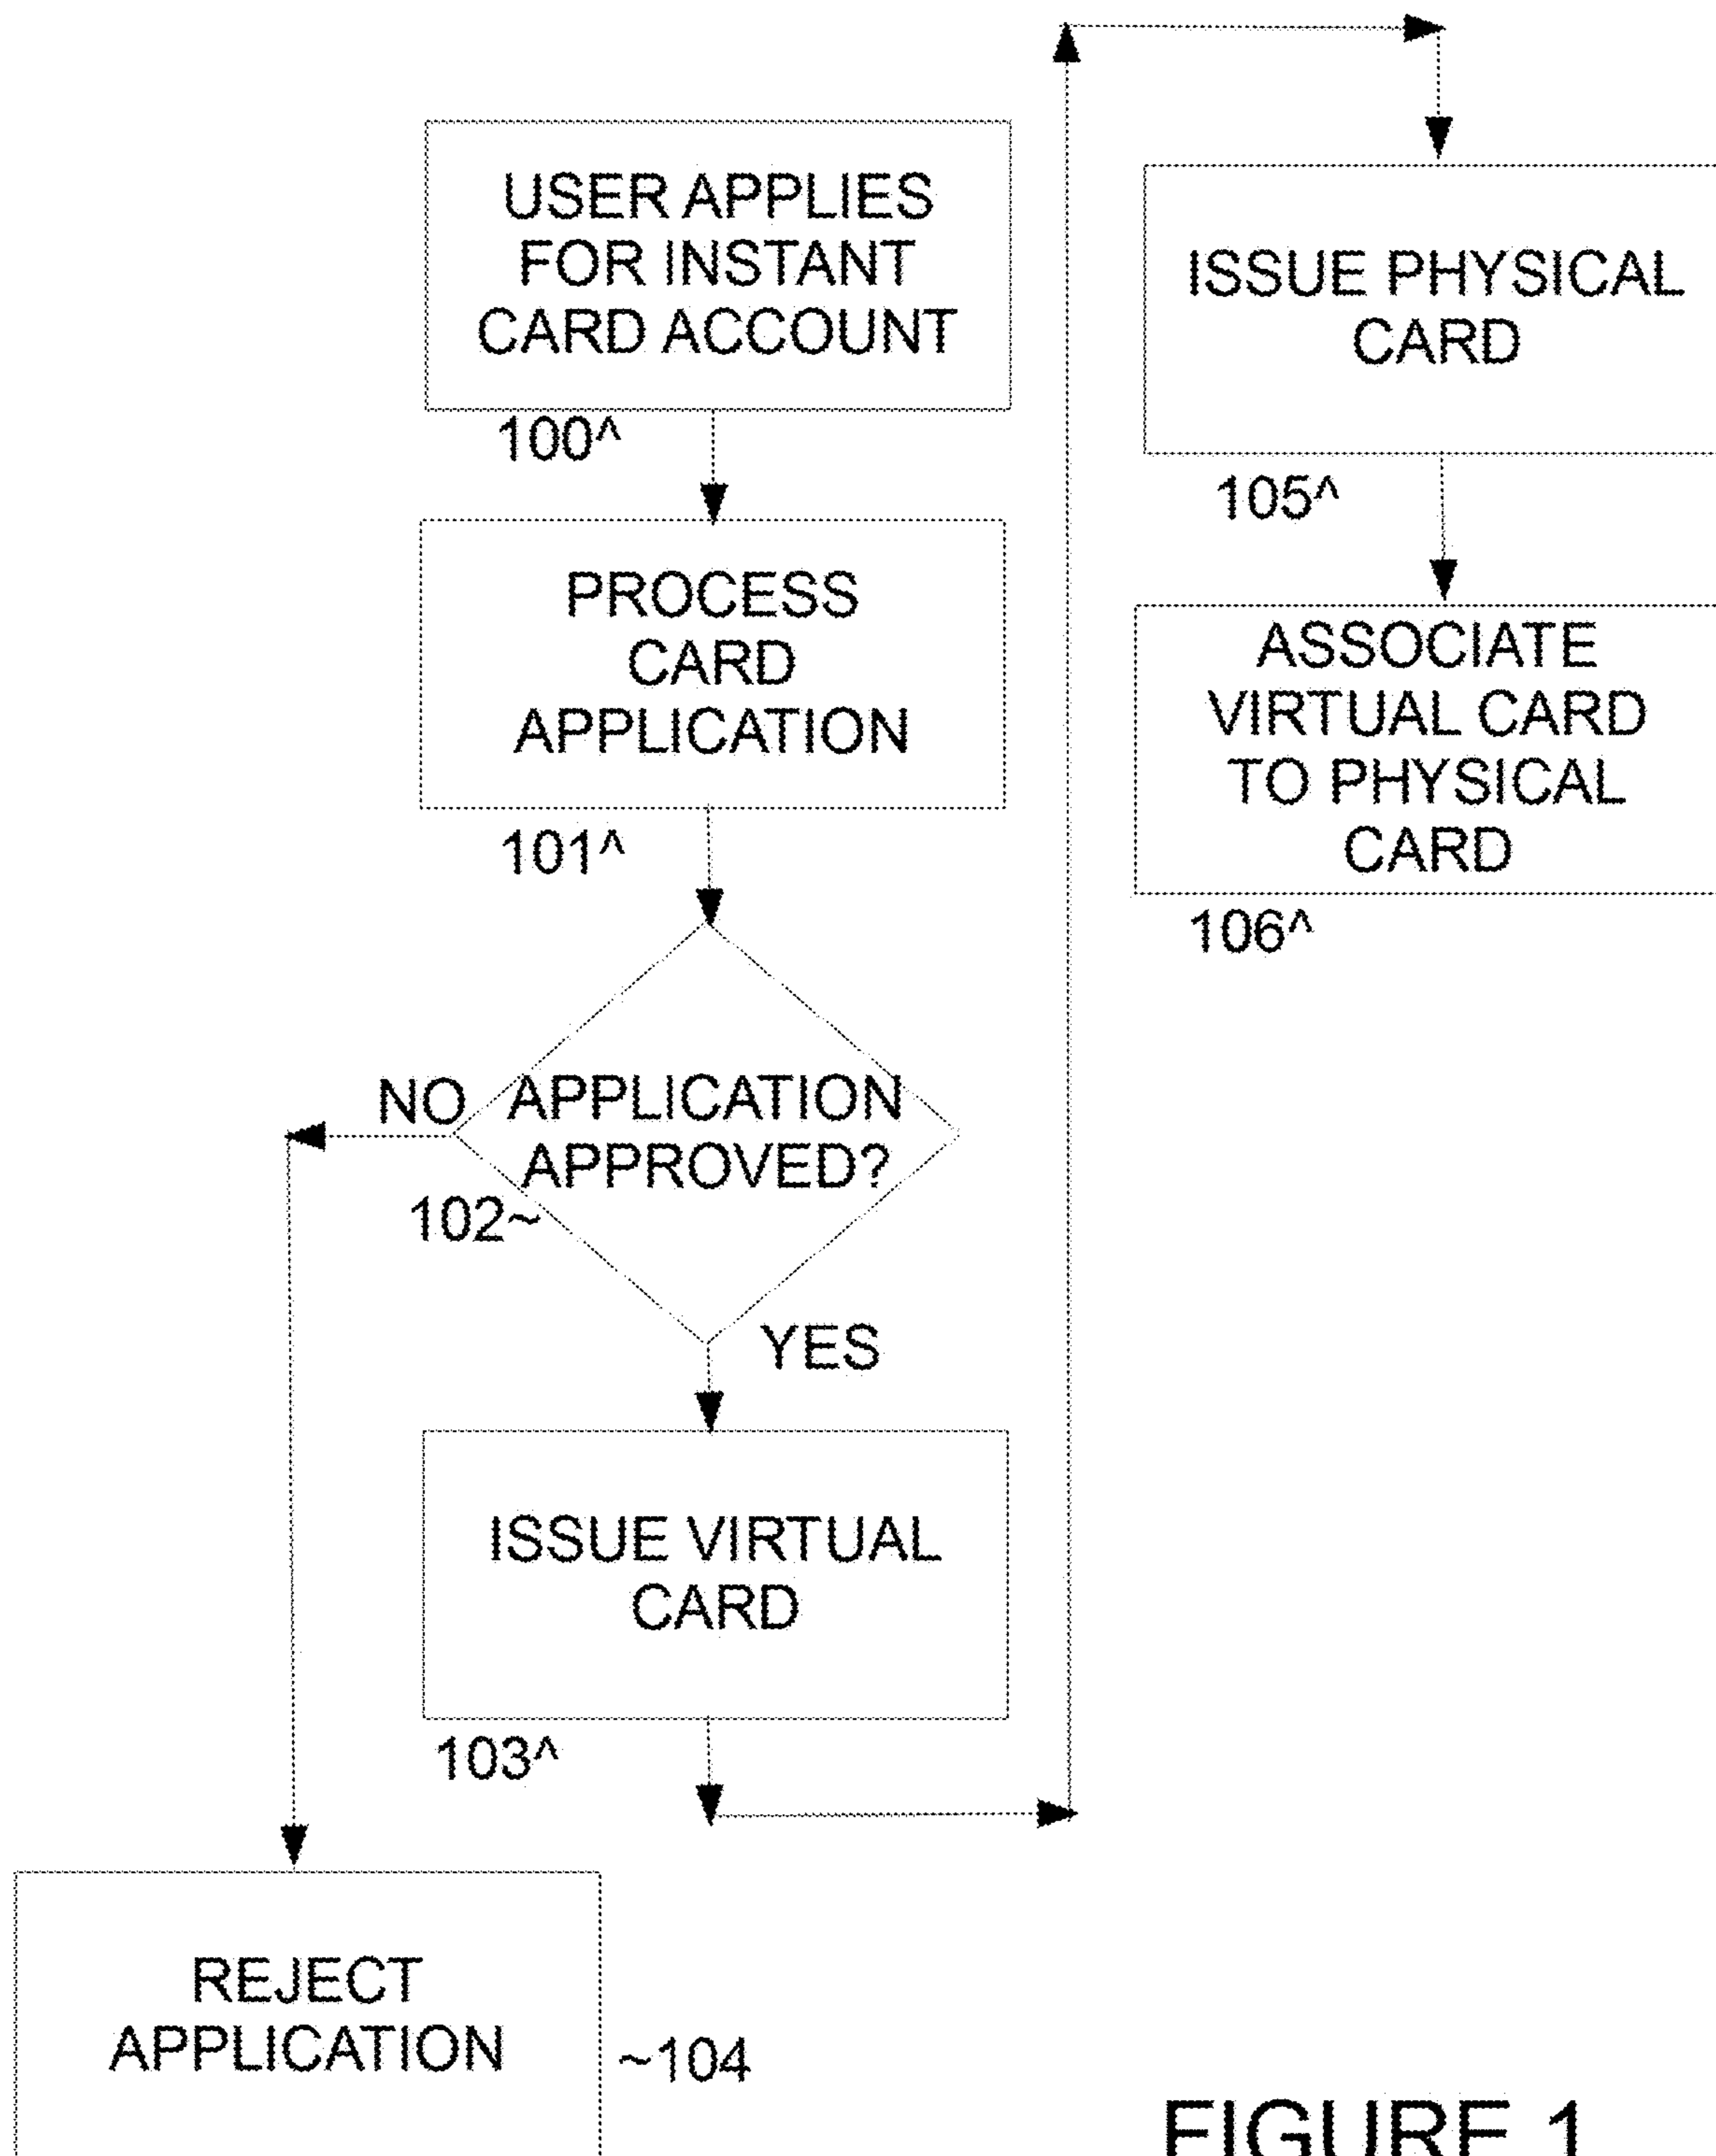 USER APPLIES
FOR INSTANT
CARD ACCOUNT
100^
PROCESS
CARD
APPLICATION
101^
NO
APPLICATION
APPROVED?
102~
YES
ISSUE VIRTUAL
CARD
103^
REJECT
APPLICATION
~104
ISSUE PHYSICAL
CARD
105^
ASSOCIATE
VIRTUAL CARD
TO PHYSICAL
CARD
106^
FIGURE 1